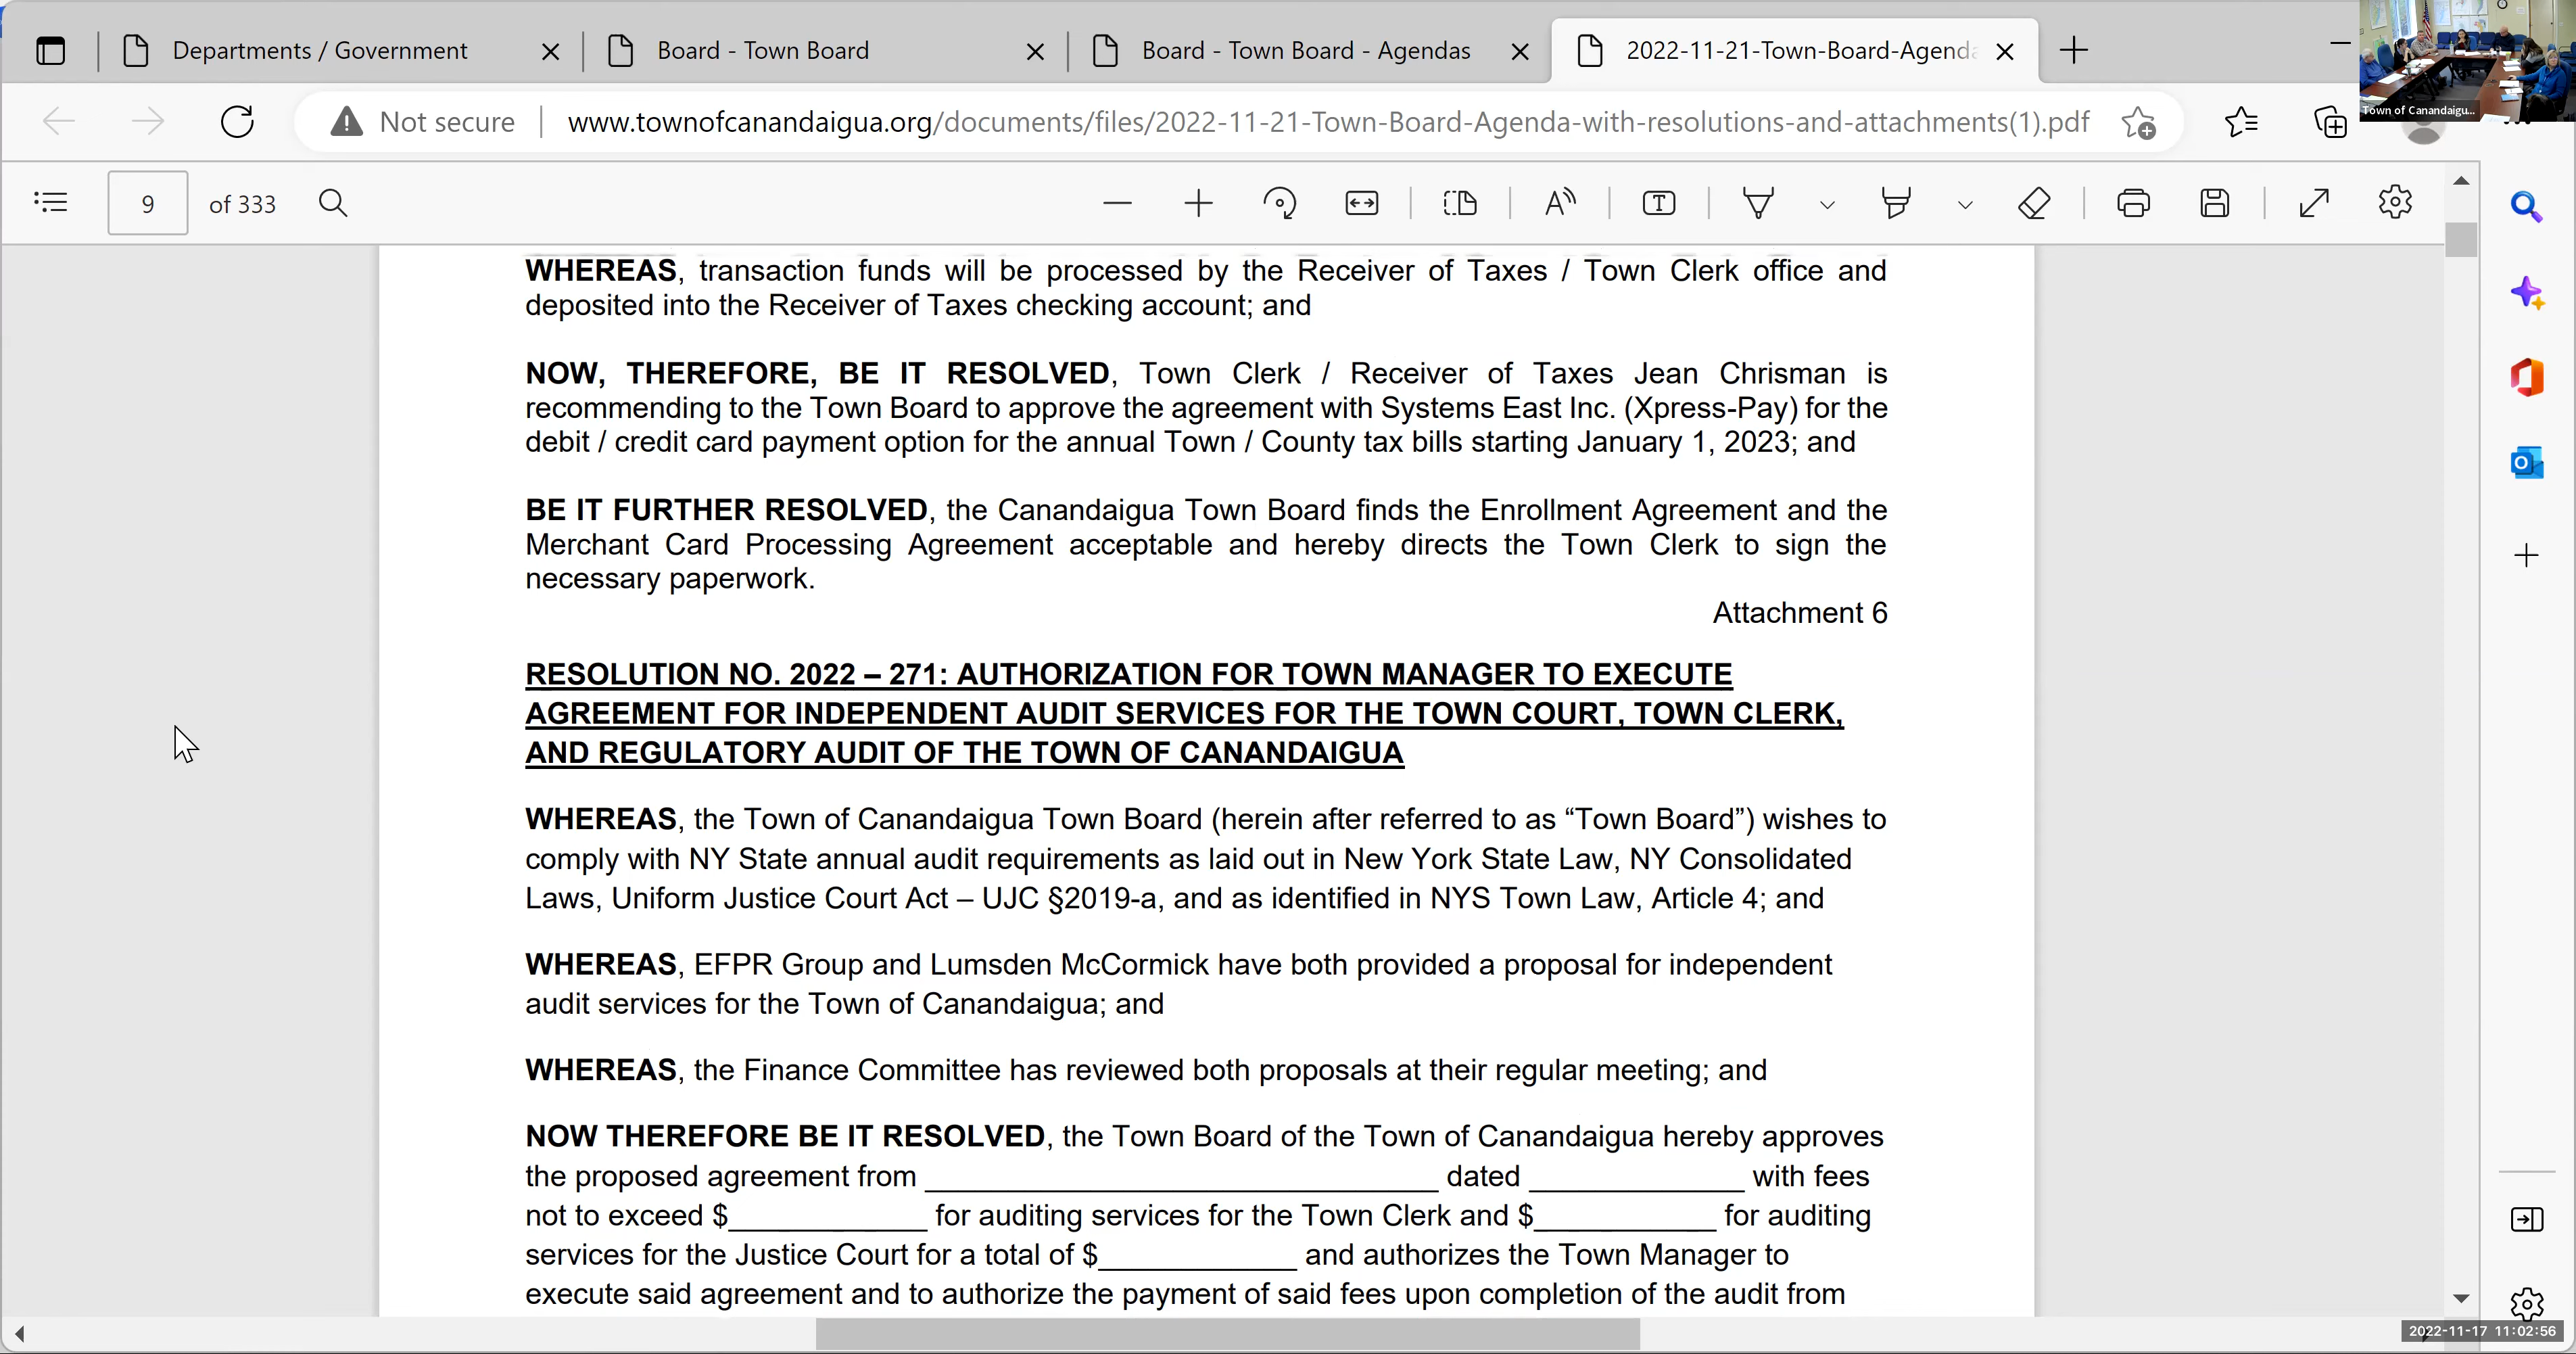 Departments / Government
Board - Town Board
Board - Town Board - Agendas
2022-11-21-Town-Board-Agenda
Town of Canandaigu...
Not secure
www.townofcanandaigua.org/documents/files/2022-11-21-Town-Board-Agenda-with-resolutions-and-attachments(1).pdf
9 of 333
WHEREAS, transaction funds will be processed by the Receiver of Taxes / Town Clerk office and
deposited into the Receiver of Taxes checking account; and
NOW, THEREFORE, BE IT RESOLVED, Town Clerk / Receiver of Taxes Jean Chrisman is
recommending to the Town Board to approve the agreement with Systems East Inc. (Xpress-Pay) for the
debit / credit card payment option for the annual Town / County tax bills starting January 1, 2023; and
BE IT FURTHER RESOLVED, the Canandaigua Town Board finds the Enrollment Agreement and the
Merchant Card Processing Agreement acceptable and hereby directs the Town Clerk to sign the
necessary paperwork.
Attachment 6
RESOLUTION NO. 2022 – 271: AUTHORIZATION FOR TOWN MANAGER TO EXECUTE
AGREEMENT FOR INDEPENDENT AUDIT SERVICES FOR THE TOWN COURT, TOWN CLERK,
AND REGULATORY AUDIT OF THE TOWN OF CANANDAIGUA
WHEREAS, the Town of Canandaigua Town Board (herein after referred to as “Town Board”) wishes to
comply with NY State annual audit requirements as laid out in New York State Law, NY Consolidated
Laws, Uniform Justice Court Act – UJC §2019-a, and as identified in NYS Town Law, Article 4; and
WHEREAS, EFPR Group and Lumsden McCormick have both provided a proposal for independent
audit services for the Town of Canandaigua; and
WHEREAS, the Finance Committee has reviewed both proposals at their regular meeting; and
NOW THEREFORE BE IT RESOLVED, the Town Board of the Town of Canandaigua hereby approves
the proposed agreement from ______________________________ dated ____________ with fees
not to exceed $____________ for auditing services for the Town Clerk and $___________ for auditing
services for the Justice Court for a total of $____________ and authorizes the Town Manager to
execute said agreement and to authorize the payment of said fees upon completion of the audit from
2022-11-17 11:02:56